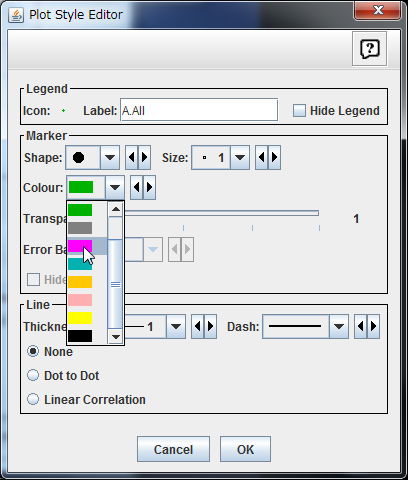 Plot Style Editor
Legend
Icon: Label: A.All Hide Legend
Marker
Shape: Size: 1
Colour:
Transpa 1
Error Ba
Hide
Line
Thickne 1 Dash:
None
Dot to Dot
Linear Correlation
Cancel OK